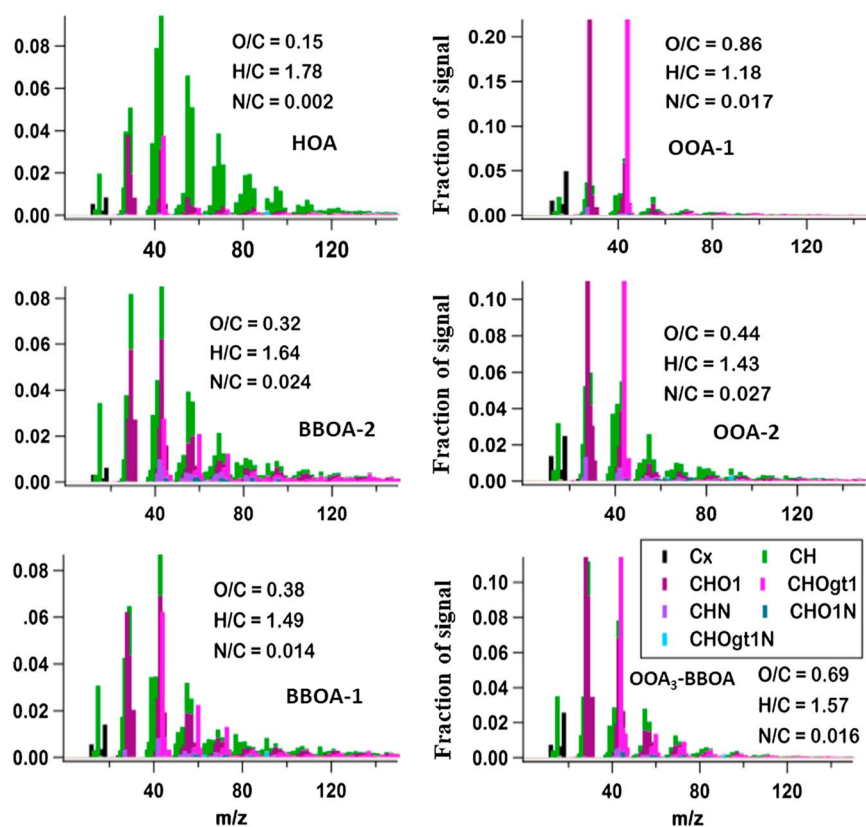 0.08
0.06
0.04
0.02
0.00
O/C = 0.15
H/C = 1.78
N/C = 0.002
HOA
40
80
120
Fraction of signal
0.20
0.15
0.10
0.05
0.00
O/C = 0.86
H/C = 1.18
N/C = 0.017
OOA-1
40
80
120
0.08
0.06
0.04
0.02
0.00
O/C = 0.32
H/C = 1.64
N/C = 0.024
BBOA-2
40
80
120
Fraction of signal
0.10
0.08
0.06
0.04
0.02
0.00
O/C = 0.44
H/C = 1.43
N/C = 0.027
OOA-2
40
80
120
0.08
.06
0.04
0.02
0.00
O/C = 0.38
H/C = 1.49
N/C = 0.014
BBOA-1
40
80
120
m/z
Fraction of signal
0.10
0.08
0.06
0.04
0.02
0.00
Cx CH
CHO1 CHOgt1
CHN CHO1N
CHOgt1N
OOA₃-BBOA
O/C = 0.69
H/C = 1.57
N/C = 0.016
40
80
120
m/z